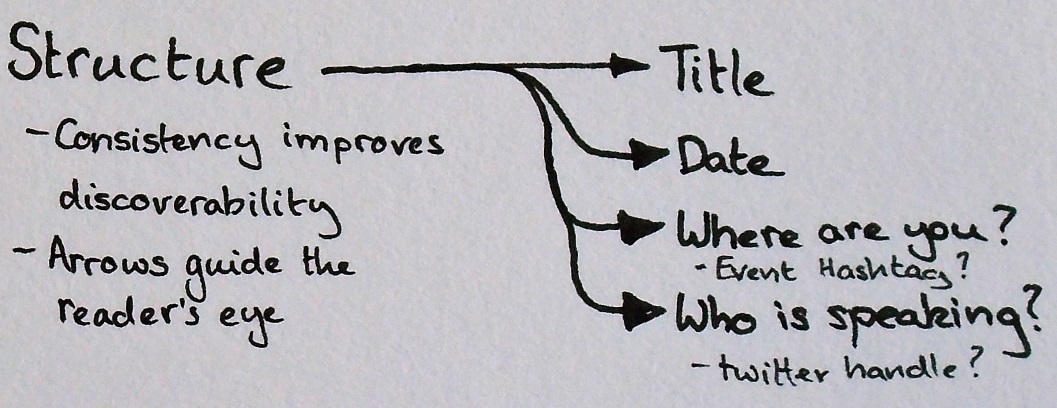 Structure
- Consistency improves
discoverability
- Arrows guide the
reader's eye
Title
Date
Where are you?
- Event Hashtag?
Who is speaking?
- twitter handle?